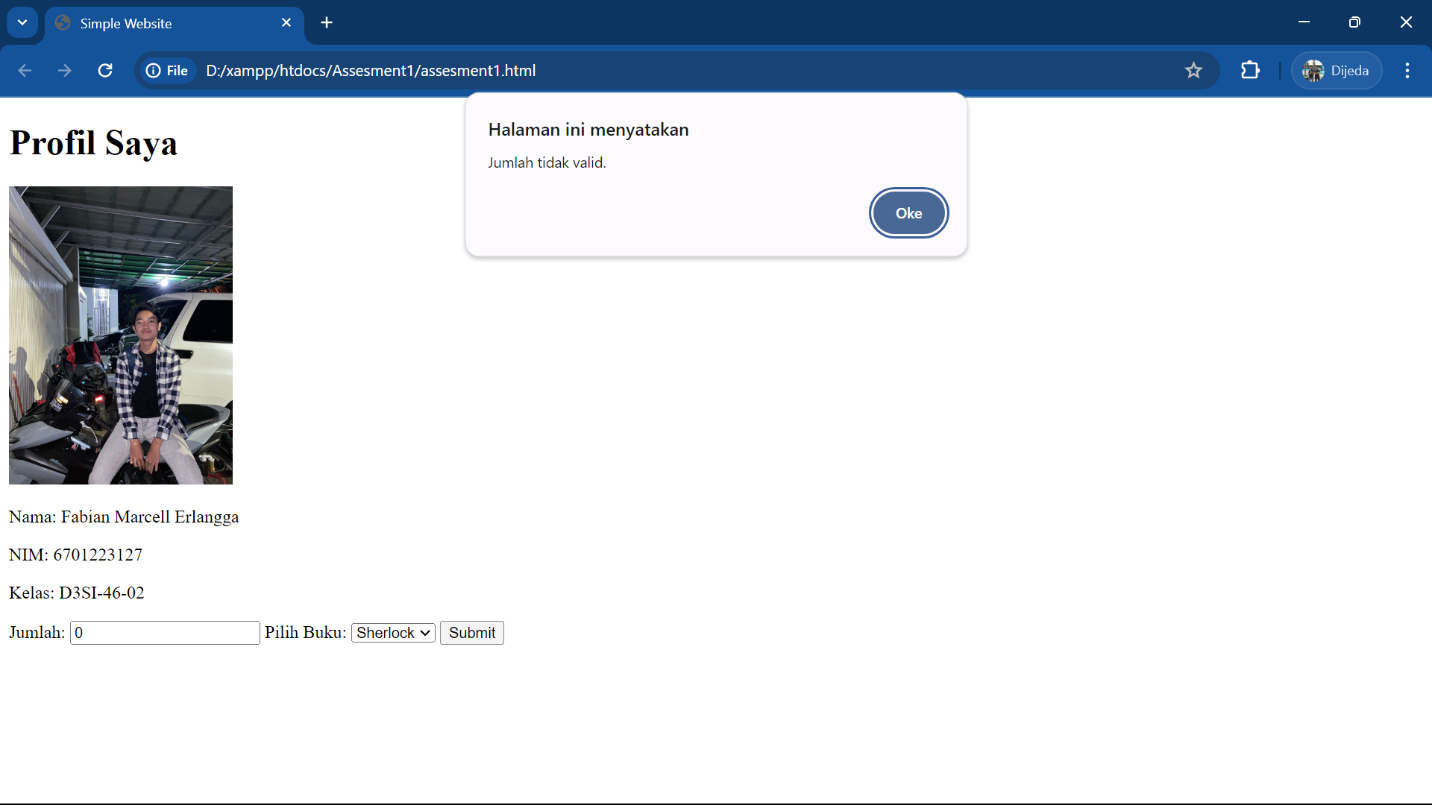 Simple Website
File D:/xampp/htdocs/Assesment1/assesment1.html Dijeda
Halaman ini menyatakan
Jumlah tidak valid.
Oke
Profil Saya
Nama: Fabian Marcell Erlangga
NIM: 6701223127
Kelas: D3SI-46-02
Jumlah: 0 Pilih Buku: Sherlock Submit